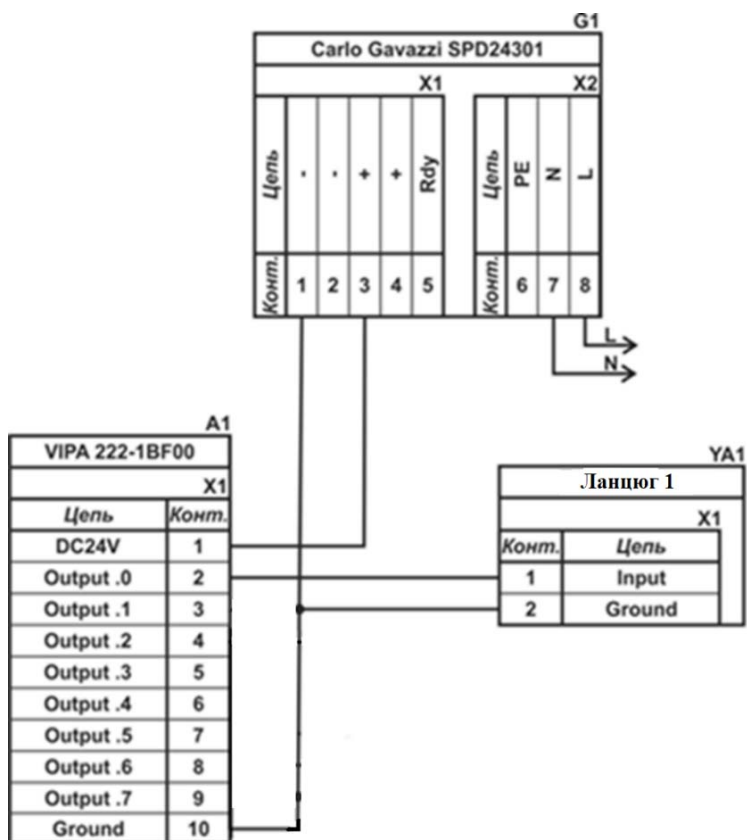 G1
Carlo Gavazzi SPD24301
X1 X2
Цепь - - + + Rdy Цепь PE N L
Конт. 1 2 3 4 5 Конт. 6 7 8
L
N
A1
VIPA 222-1BF00
X1
Цепь Конт.
DC24V 1
Output .0 2
Output .1 3
Output .2 4
Output .3 5
Output .4 6
Output .5 7
Output .6 8
Output .7 9
Ground 10
YA1
Ланцюг 1
X1
Конт. Цепь
1 Input
2 Ground